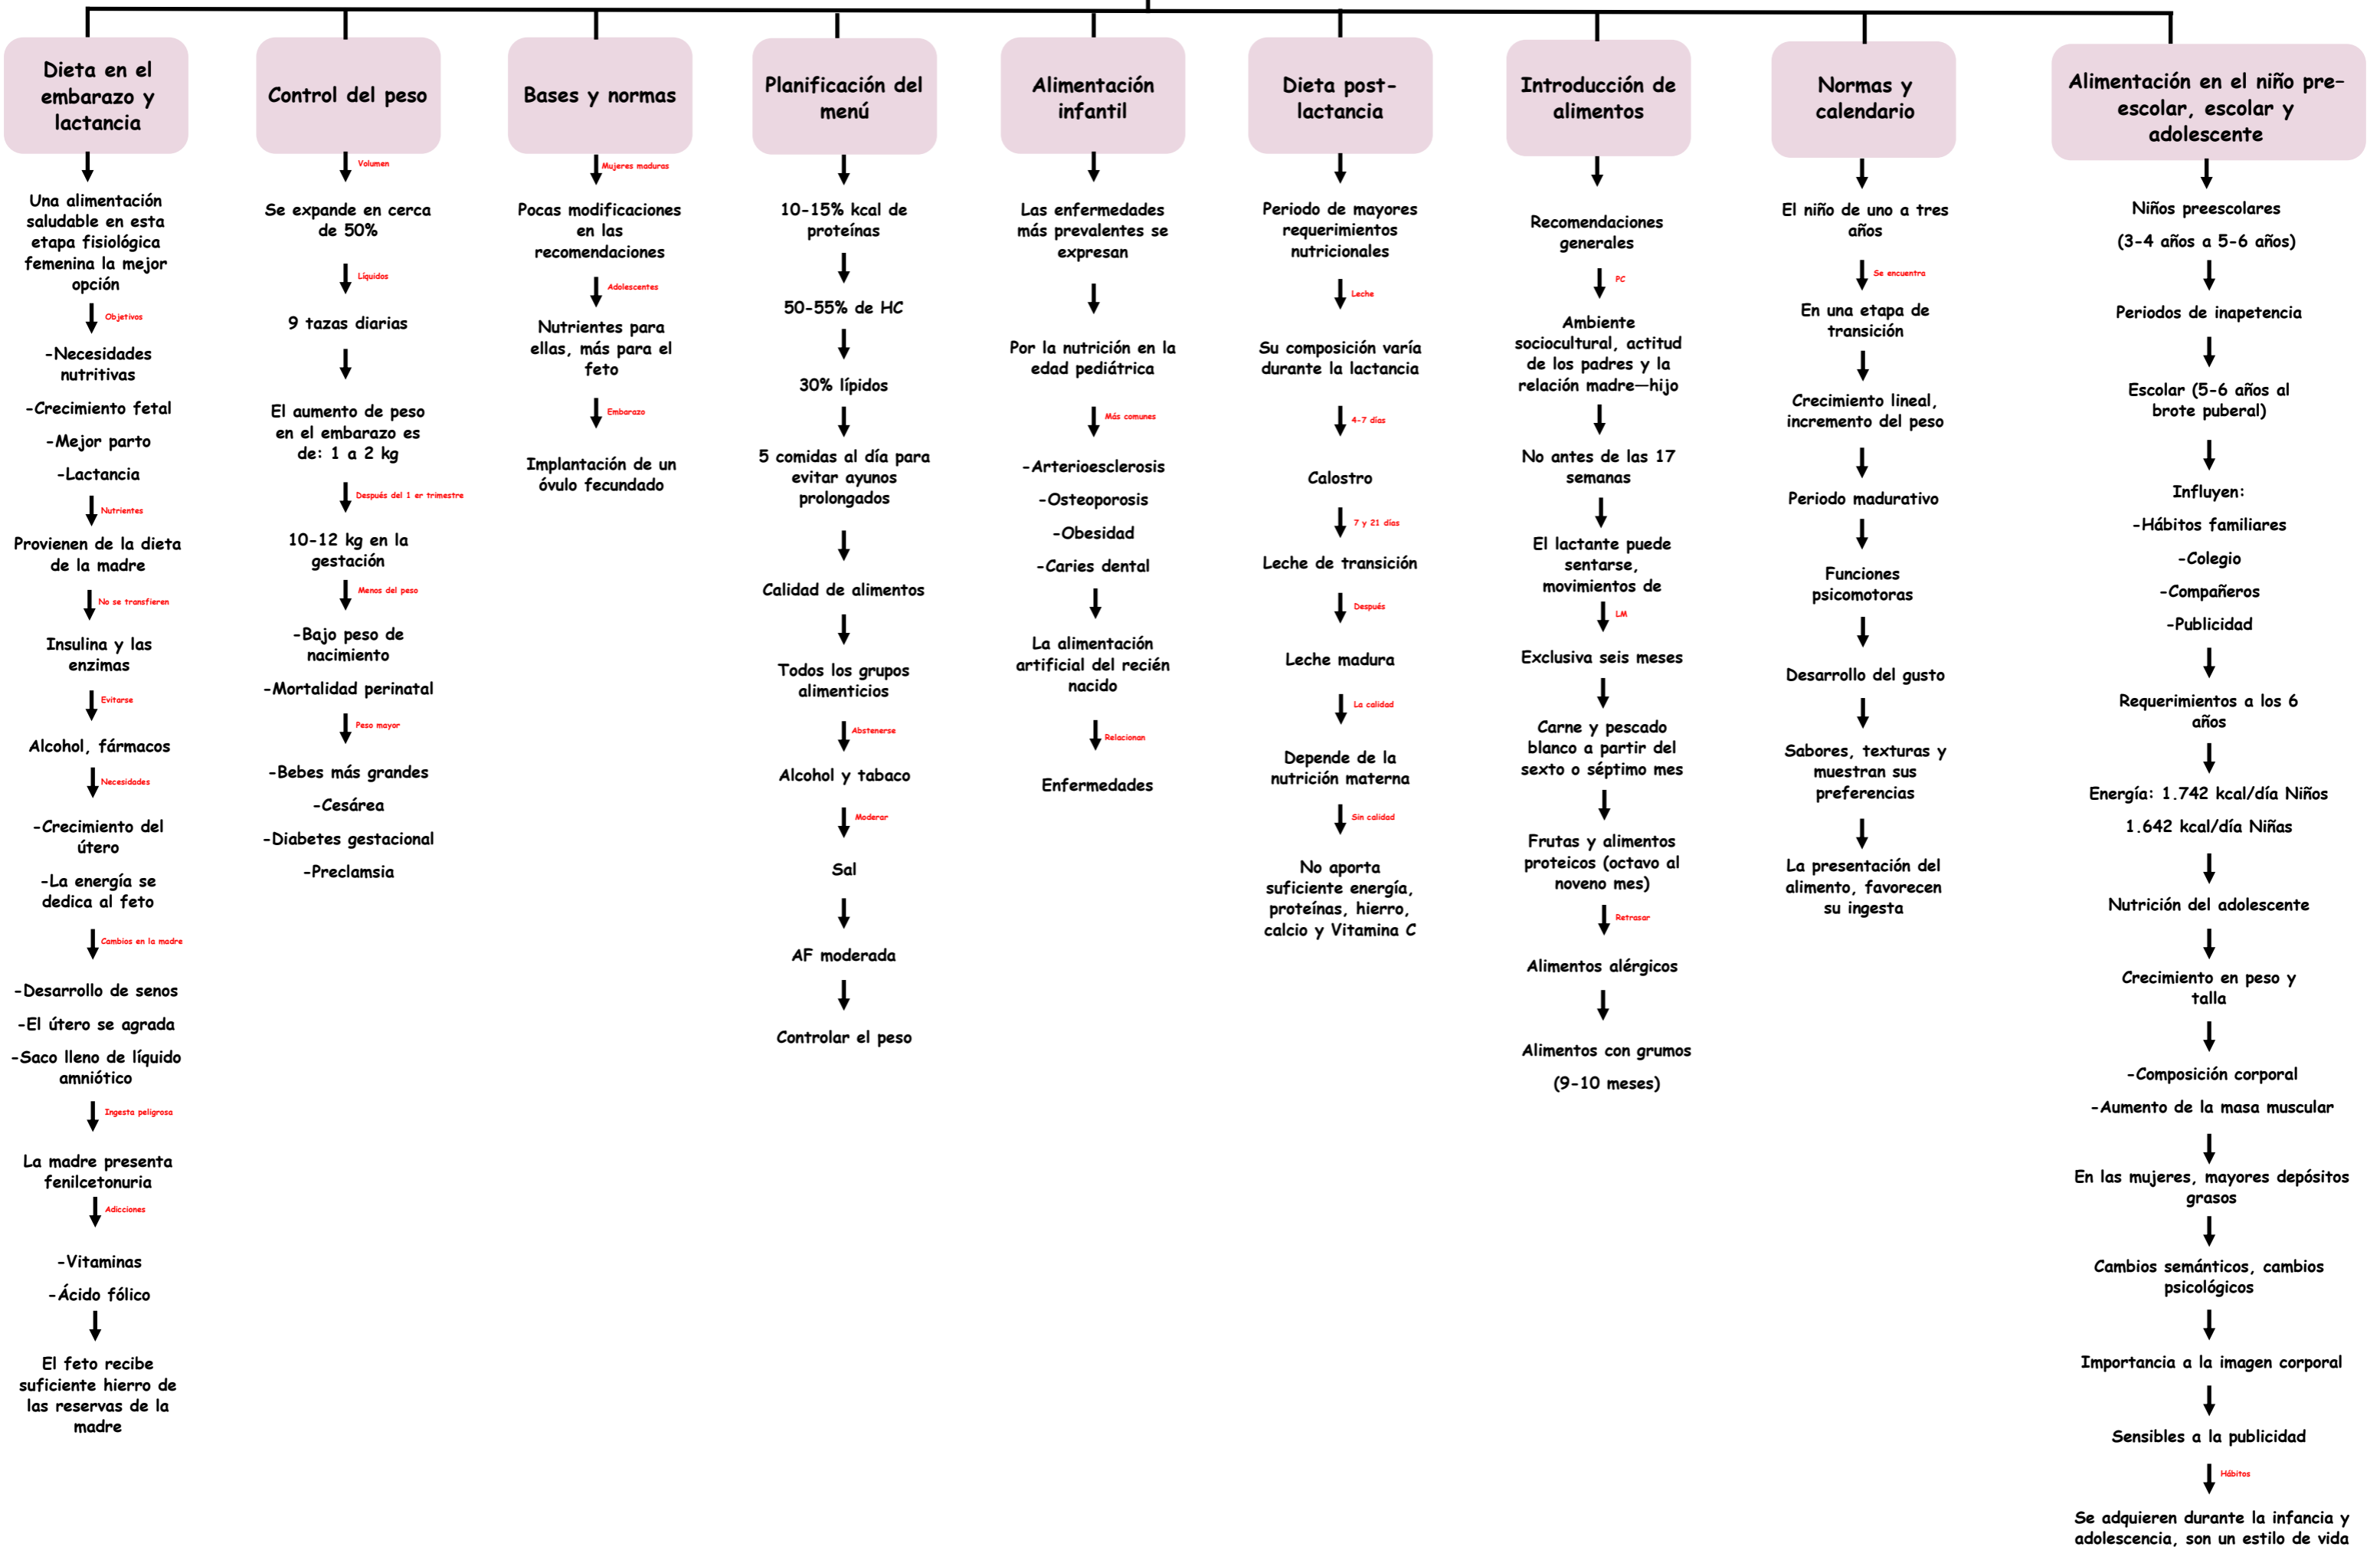 Dieta en el
embarazo y
lactancia
Una alimentación
saludable en esta
etapa fisiológica
femenina la mejor
opción
Objetivos
-Necesidades
nutritivas
-Crecimiento fetal
-Mejor parto
-Lactancia
Nutrientes
Provienen de la dieta
de la madre
No se transfieren
Insulina y las
enzimas
Evitarse
Alcohol, fármacos
Necesidades
-Crecimiento del
útero
-La energía se
dedica al feto
Cambios en la madre
-Desarrollo de senos
-El útero se agrada
-Saco lleno de líquido
amniótico
Ingesta peligrosa
La madre presenta
fenilcetonuria
Adicciones
-Vitaminas
-Ácido fólico
El feto recibe
suficiente hierro de
las reservas de la
madre
Control del peso
Volumen
Se expande en cerca
de 50%
Líquidos
9 tazas diarias
El aumento de peso
en el embarazo es
de: 1 a 2 kg
Después del 1 er trimestre
10-12 kg en la
gestación
Menos del peso
-Bajo peso de
nacimiento
-Mortalidad perinatal
Peso mayor
-Bebes más grandes
-Cesárea
-Diabetes gestacional
-Preclamsia
Bases y normas
Mujeres maduras
Pocas modificaciones
en las
recomendaciones
Adolescentes
Nutrientes para
ellas, más para el
feto
Embarazo
Implantación de un
óvulo fecundado
Planificación del
menú
10-15% kcal de
proteínas
50-55% de HC
30% lípidos
5 comidas al día para
evitar ayunos
prolongados
Calidad de alimentos
Todos los grupos
alimenticios
Abstenerse
Alcohol y tabaco
Moderar
Sal
AF moderada
Controlar el peso
Alimentación
infantil
Las enfermedades
más prevalentes se
expresan
Por la nutrición en la
edad pediátrica
Más comunes
-Arterioesclerosis
-Osteoporosis
-Obesidad
-Caries dental
La alimentación
artificial del recién
nacido
Relacionan
Enfermedades
Dieta post-
lactancia
Periodo de mayores
requerimientos
nutricionales
Leche
Su composición varía
durante la lactancia
4-7 días
Calostro
7 y 21 días
Leche de transición
Después
Leche madura
La calidad
Depende de la
nutrición materna
Sin calidad
No aporta
suficiente energía,
proteínas, hierro,
calcio y Vitamina C
Introducción de
alimentos
Recomendaciones
generales
PC
Ambiente
sociocultural, actitud
de los padres y la
relación madre—hijo
No antes de las 17
semanas
El lactante puede
sentarse,
movimientos de
LM
Exclusiva seis meses
Carne y pescado
blanco a partir del
sexto o séptimo mes
Frutas y alimentos
proteicos (octavo al
noveno mes)
Retrasar
Alimentos alérgicos
Alimentos con grumos
(9-10 meses)
Normas y
calendario
El niño de uno a tres
años
Se encuentra
En una etapa de
transición
Crecimiento lineal,
incremento del peso
Periodo madurativo
Funciones
psicomotoras
Desarrollo del gusto
Sabores, texturas y
muestran sus
preferencias
La presentación del
alimento, favorecen
su ingesta
Alimentación en el niño pre-
escolar, escolar y
adolescente
Niños preescolares
(3-4 años a 5-6 años)
Periodos de inapetencia
Escolar (5-6 años al
brote puberal)
Influyen:
-Hábitos familiares
-Colegio
-Compañeros
-Publicidad
Requerimientos a los 6
años
Energía: 1.742 kcal/día Niños
1.642 kcal/día Niñas
Nutrición del adolescente
Crecimiento en peso y
talla
-Composición corporal
-Aumento de la masa muscular
En las mujeres, mayores depósitos
grasos
Cambios semánticos, cambios
psicológicos
Importancia a la imagen corporal
Sensibles a la publicidad
Hábitos
Se adquieren durante la infancia y
adolescencia, son un estilo de vida